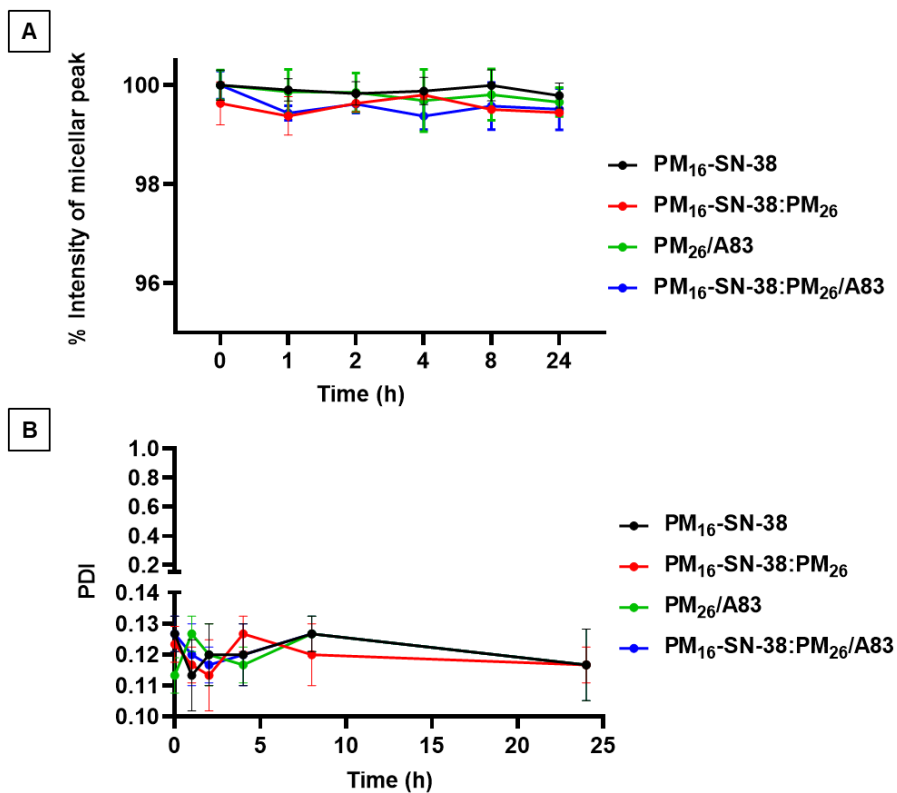 A
% Intensity of micellar peak
100
98
96
0 1 2 4 8 24
Time (h)
PM₁₆-SN-38
PM₁₆-SN-38:PM₂₆
PM₂₆/A83
PM₁₆-SN-38:PM₂₆/A83
B
PDI
1.0
0.8
0.6
0.4
0.2
0.14
0.13
0.12
0.11
0.10
0 5 10 15 20 25
Time (h)
PM₁₆-SN-38
PM₁₆-SN-38:PM₂₆
PM₂₆/A83
PM₁₆-SN-38:PM₂₆/A83